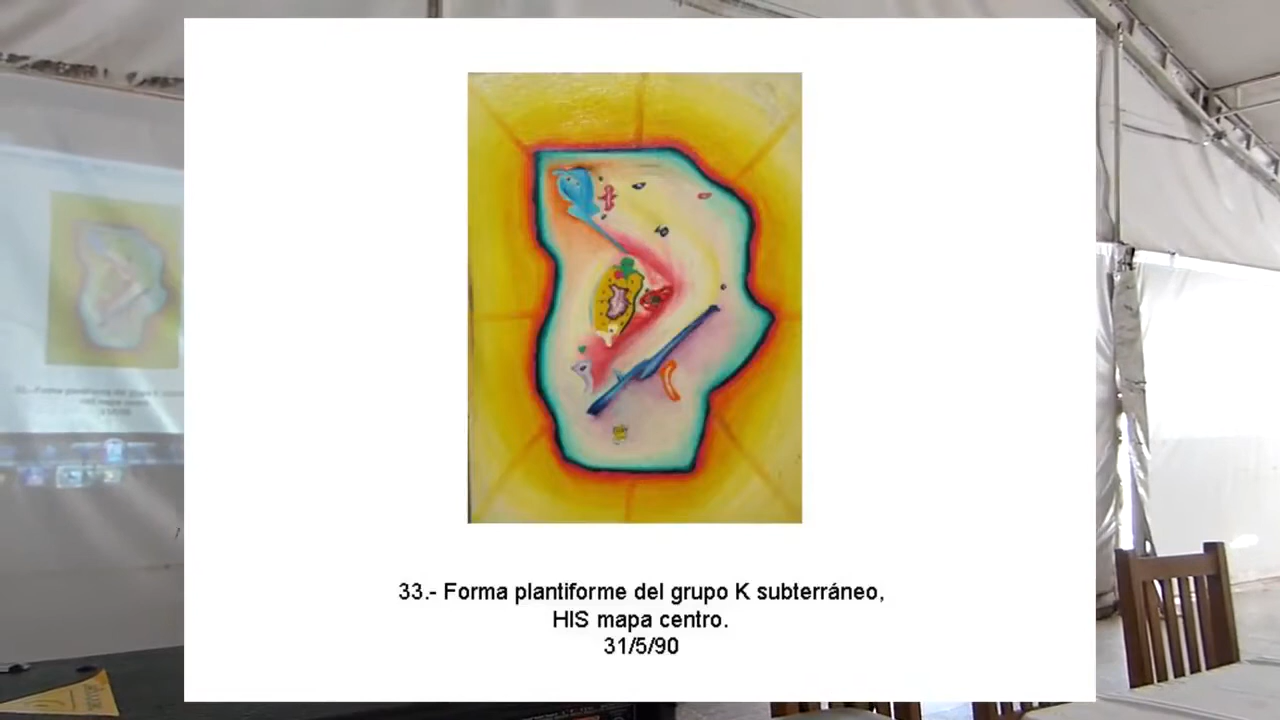 33.- Forma plantiforme del grupo K subterráneo,
HIS mapa centro.
31/5/90